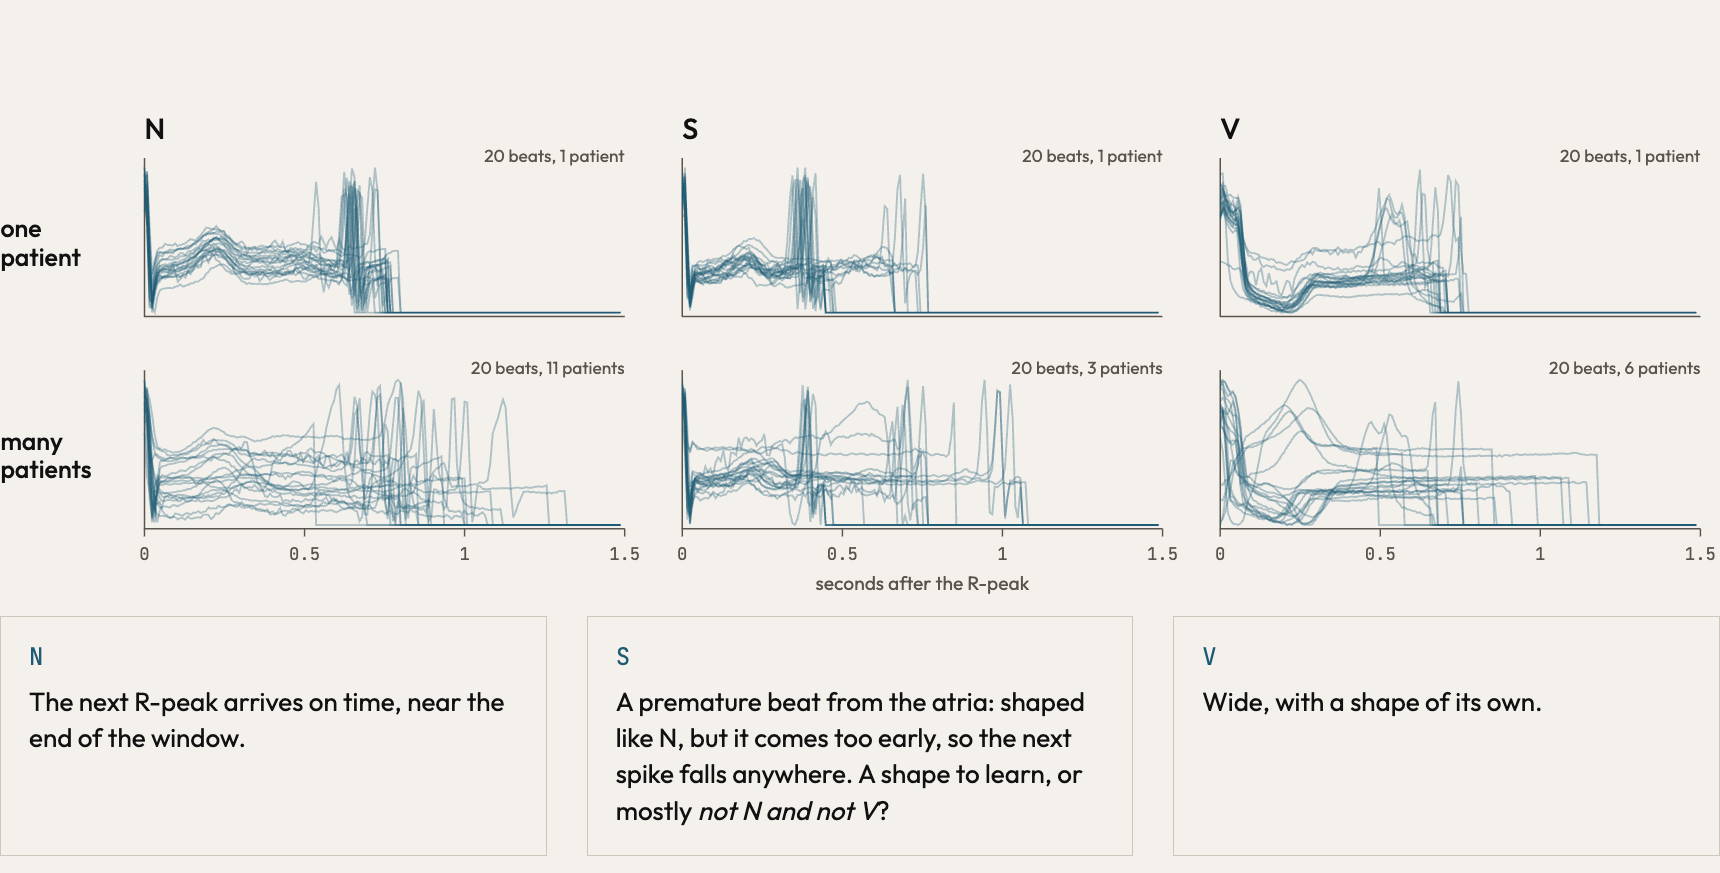 N
S
V
20 beats, 1 patient
20 beats, 1 patient
20 beats, 1 patient
one
patient
20 beats, 11 patients
20 beats, 3 patients
20 beats, 6 patients
many
patients
0 0.5 1 1.5
0 0.5 1 1.5
0 0.5 1 1.5
seconds after the R-peak
N
The next R-peak arrives on time, near the
end of the window.
S
A premature beat from the atria: shaped
like N, but it comes too early, so the next
spike falls anywhere. A shape to learn, or
mostly not N and not V?
V
Wide, with a shape of its own.